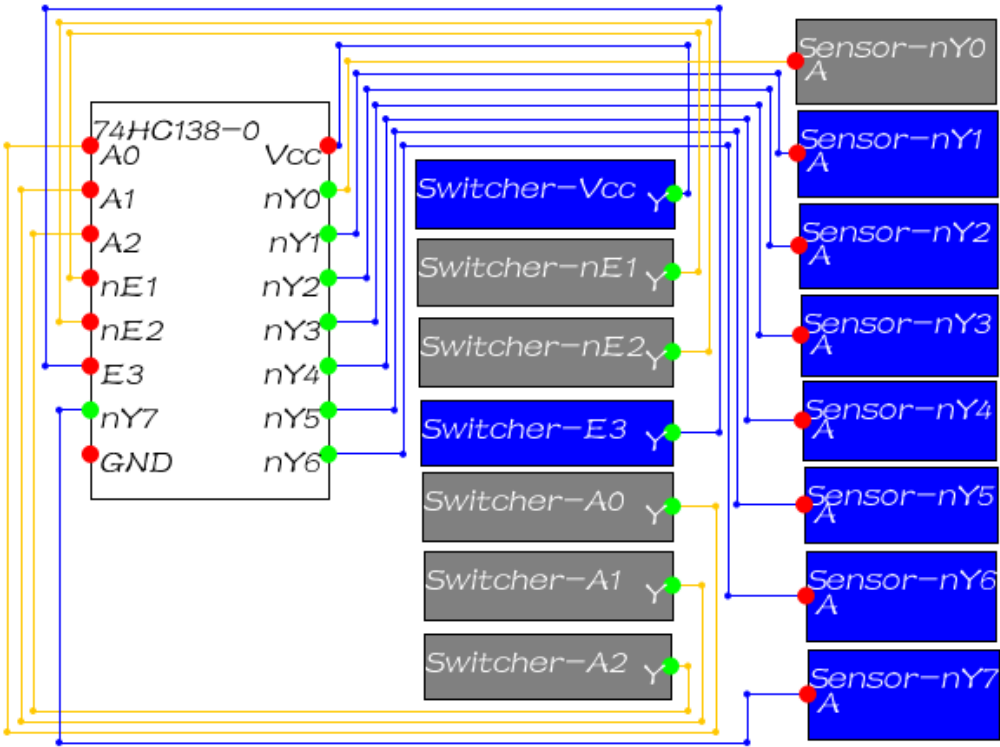 74HC138-0
A0
A1
A2
nE1
nE2
E3
nY7
GND
Vcc
nY0
nY1
nY2
nY3
nY4
nY5
nY6
Switcher-Vcc Y
Switcher-nE1 Y
Switcher-nE2 Y
Switcher-E3 Y
Switcher-A0 Y
Switcher-A1 Y
Switcher-A2 Y
Sensor-nY0
A
Sensor-nY1
A
Sensor-nY2
A
Sensor-nY3
A
Sensor-nY4
A
Sensor-nY5
A
Sensor-nY6
A
Sensor-nY7
A